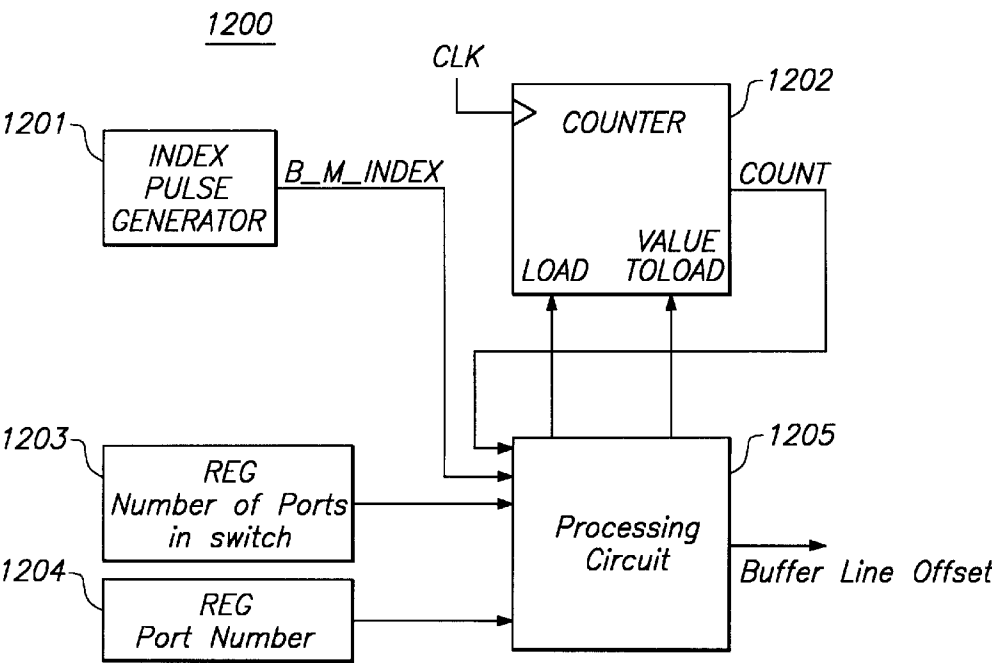 1200
CLK
1202
COUNTER
1201
INDEX
PULSE
GENERATOR
B_M_INDEX
COUNT
LOAD
VALUE
TOLOAD
1203
REG
Number of Ports
in switch
1205
Processing
Circuit
Buffer Line Offset
1204
REG
Port Number